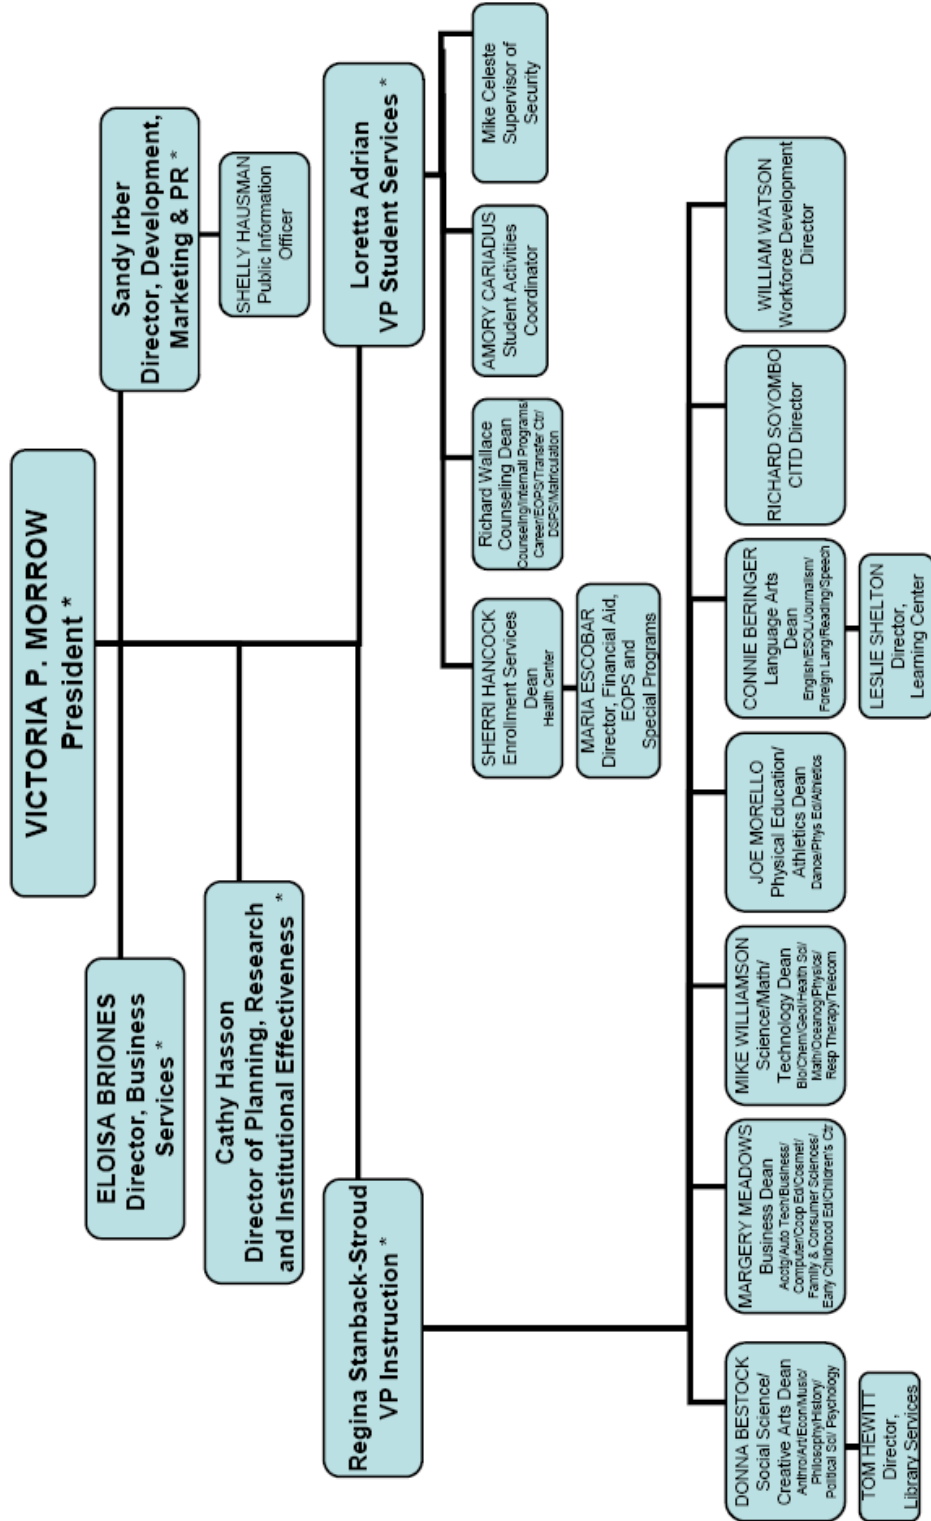 VICTORIA P. MORROW
President *
ELOISA BRIONES
Director, Business
Services *
Sandy Irber
Director, Development,
Marketing & PR *
SHELLY HAUSMAN
Public Information
Officer
Cathy Hasson
Director of Planning, Research
and Institutional Effectiveness *
Regina Stanback-Stroud
VP Instruction *
Loretta Adrian
VP Student Services *
SHERRI HANCOCK
Enrollment Services
Dean
Health Center
MARIA ESCOBAR
Director, Financial Aid,
EOPS and
Special Programs
Richard Wallace
Counseling Dean
Counseling/Internatl Programs/
Career/EOPS/Transfer Ctr/
DSPS/Matriculation
AMORY CARIADUS
Student Activities
Coordinator
Mike Celeste
Supervisor of
Security
DONNA BESTOCK
Social Science/
Creative Arts Dean
Anthro/Art/Econ/Music/
Philosophy/History/
Political Sci/ Psychology
TOM HEWITT
Director,
Library Services
MARGERY MEADOWS
Business Dean
Acctg/Auto Tech/Business/
Computer/Coop Ed/Cosmet/
Family & Consumer Sciences/
Early Childhood Ed/Children's Ctr
MIKE WILLIAMSON
Science/Math/
Technology Dean
Bio/Chem/Geol/Health Sci/
Math/Oceanog/Physics/
Resp Therapy/Telecom
JOE MORELLO
Physical Education/
Athletics Dean
Dance/Phys Ed/Athletics
CONNIE BERINGER
Language Arts
Dean
English/ESOL/Journalism/
Foreign Lang/Reading/Speech
LESLIE SHELTON
Director,
Learning Center
RICHARD SOYOMBO
CITD Director
WILLIAM WATSON
Workforce Development
Director